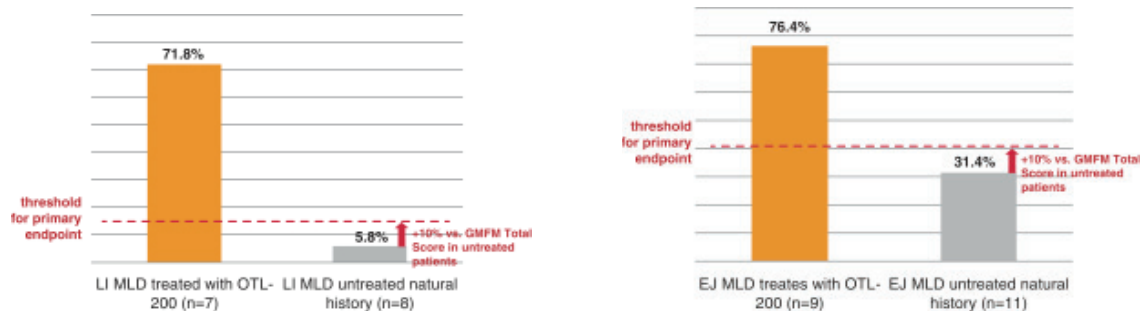 71.8%
threshold
for primary
endpoint
5.8%
+10% vs. GMFM Total
Score in untreated
patients
LI MLD treated with OTL-
200 (n=7)
LI MLD untreated natural
history (n=8)
76.4%
threshold
for primary
endpoint
31.4%
+10% vs. GMFM Total
Score in untreated
patients
EJ MLD treates with OTL-
200 (n=9)
EJ MLD untreated natural
history (n=11)